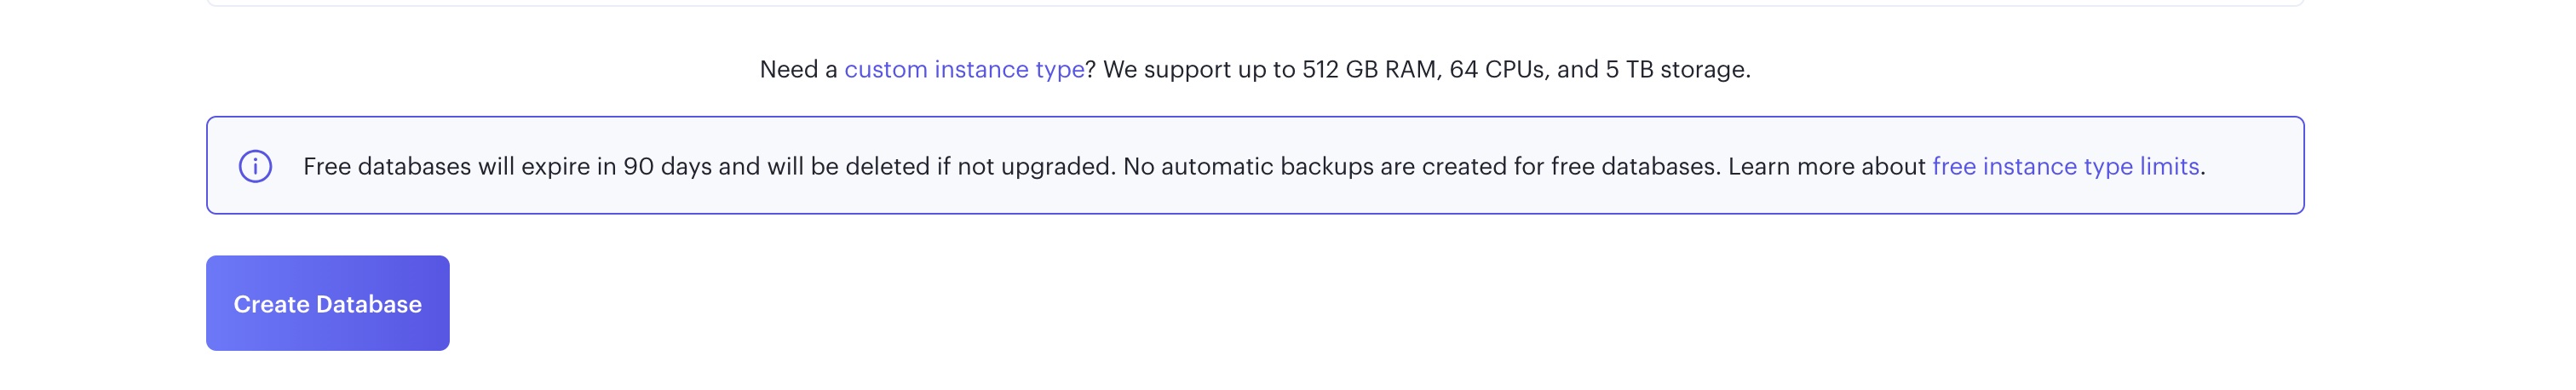 Need a custom instance type? We support up to 512 GB RAM, 64 CPUs, and 5 TB storage.
Free databases will expire in 90 days and will be deleted if not upgraded. No automatic backups are created for free databases. Learn more about free instance type limits.
Create Database